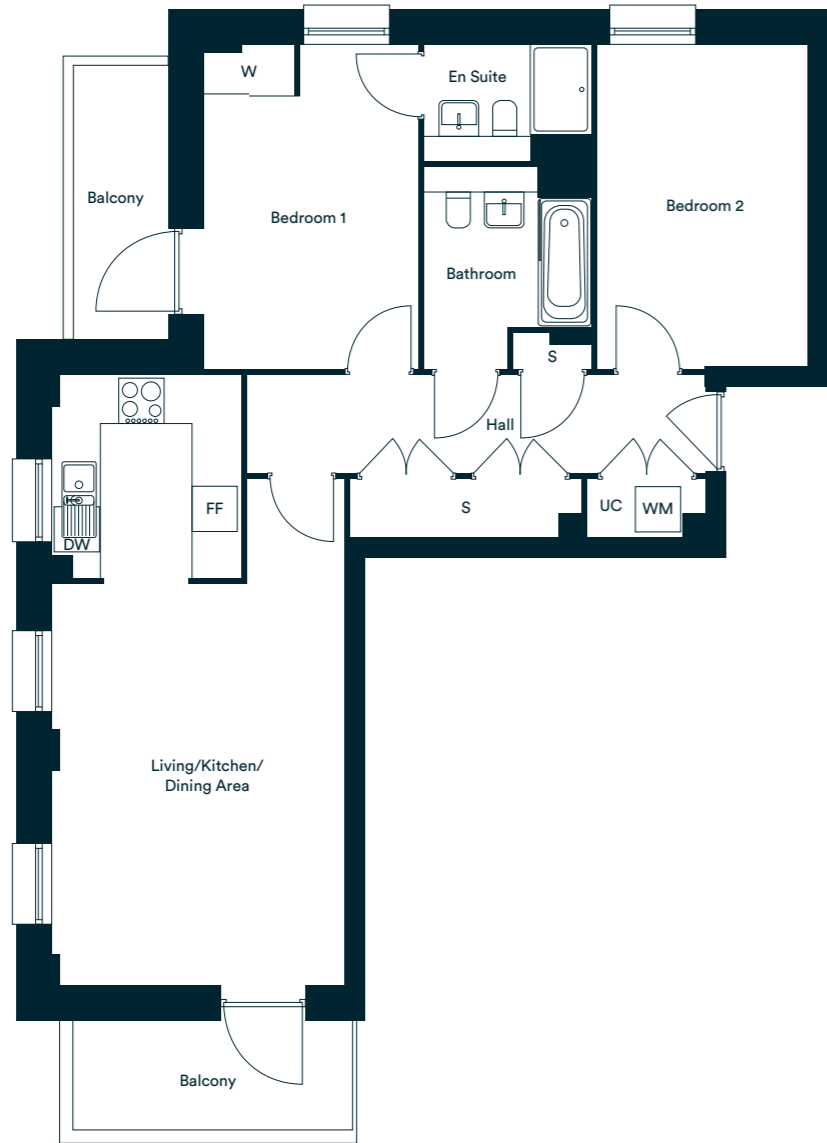 W
En Suite
Balcony
Bedroom 1
Bedroom 2
Bathroom
S
Hall
FF
S
UC
WM
DW
Living/Kitchen/
Dining Area
Balcony